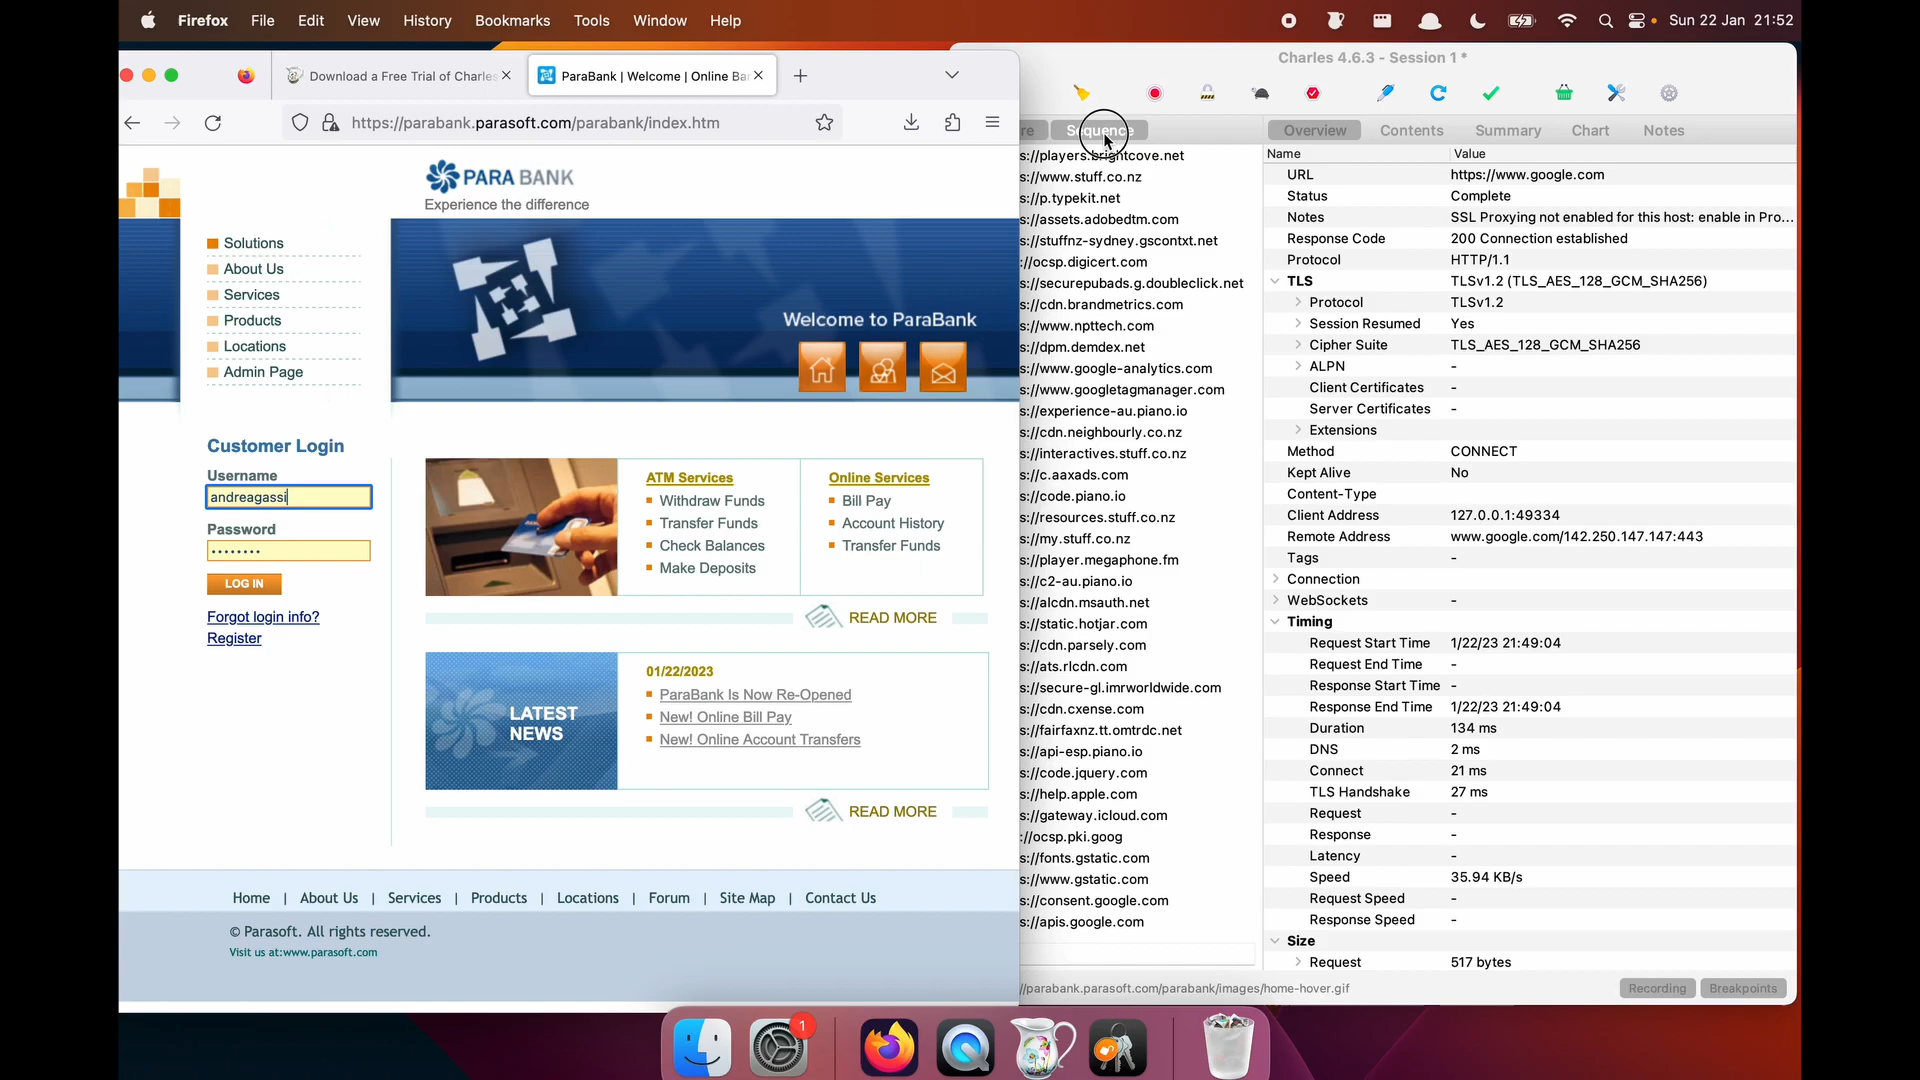 Firefox File Edit View History Bookmarks Tools Window Help
Sun 22 Jan 21:52
Download a Free Trial of Charles
ParaBank | Welcome | Online Ba
https://parabank.parasoft.com/parabank/index.htm
PARA BANK
Experience the difference
Solutions
About Us
Services
Products
Locations
Admin Page
Welcome to ParaBank
Customer Login
Username
andreagassi
Password
••••••••
LOG IN
Forgot login info?
Register
ATM Services
Withdraw Funds
Transfer Funds
Check Balances
Make Deposits
Online Services
Bill Pay
Account History
Transfer Funds
READ MORE
LATEST
NEWS
01/22/2023
ParaBank Is Now Re-Opened
New! Online Bill Pay
New! Online Account Transfers
READ MORE
Home | About Us | Services | Products | Locations | Forum | Site Map | Contact Us
© Parasoft. All rights reserved.
Visit us at:www.parasoft.com
Charles 4.6.3 - Session 1 *
re Sequence
s://players.brightcove.net
s://www.stuff.co.nz
s://p.typekit.net
s://assets.adobedtm.com
s://stuffnz-sydney.gscontxt.net
://ocsp.digicert.com
s://securepubads.g.doubleclick.net
s://cdn.brandmetrics.com
s://www.npttech.com
s://dpm.demdex.net
s://www.google-analytics.com
s://www.googletagmanager.com
s://experience-au.piano.io
s://cdn.neighbourly.co.nz
s://interactives.stuff.co.nz
s://c.aaxads.com
s://code.piano.io
s://resources.stuff.co.nz
s://my.stuff.co.nz
s://player.megaphone.fm
s://c2-au.piano.io
s://alcdn.msauth.net
s://static.hotjar.com
s://cdn.parsely.com
s://ats.rlcdn.com
s://secure-gl.imrworldwide.com
s://cdn.cxense.com
s://fairfaxnz.tt.omtrdc.net
s://api-esp.piano.io
s://code.jquery.com
s://help.apple.com
s://gateway.icloud.com
://ocsp.pki.goog
s://fonts.gstatic.com
s://www.gstatic.com
s://consent.google.com
s://apis.google.com
Overview Contents Summary Chart Notes
Name Value
URL https://www.google.com
Status Complete
Notes SSL Proxying not enabled for this host: enable in Pro...
Response Code 200 Connection established
Protocol HTTP/1.1
TLS TLSv1.2 (TLS_AES_128_GCM_SHA256)
Protocol TLSv1.2
Session Resumed Yes
Cipher Suite TLS_AES_128_GCM_SHA256
ALPN -
Client Certificates -
Server Certificates -
Extensions
Method CONNECT
Kept Alive No
Content-Type
Client Address 127.0.0.1:49334
Remote Address www.google.com/142.250.147.147:443
Tags -
Connection
WebSockets -
Timing
Request Start Time 1/22/23 21:49:04
Request End Time -
Response Start Time -
Response End Time 1/22/23 21:49:04
Duration 134 ms
DNS 2 ms
Connect 21 ms
TLS Handshake 27 ms
Request -
Response -
Latency -
Speed 35.94 KB/s
Request Speed -
Response Speed -
Size
Request 517 bytes
//parabank.parasoft.com/parabank/images/home-hover.gif
Recording Breakpoints
1